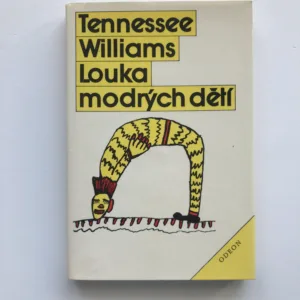 Tennessee
Williams
Louka
modrých dětí
ODEON